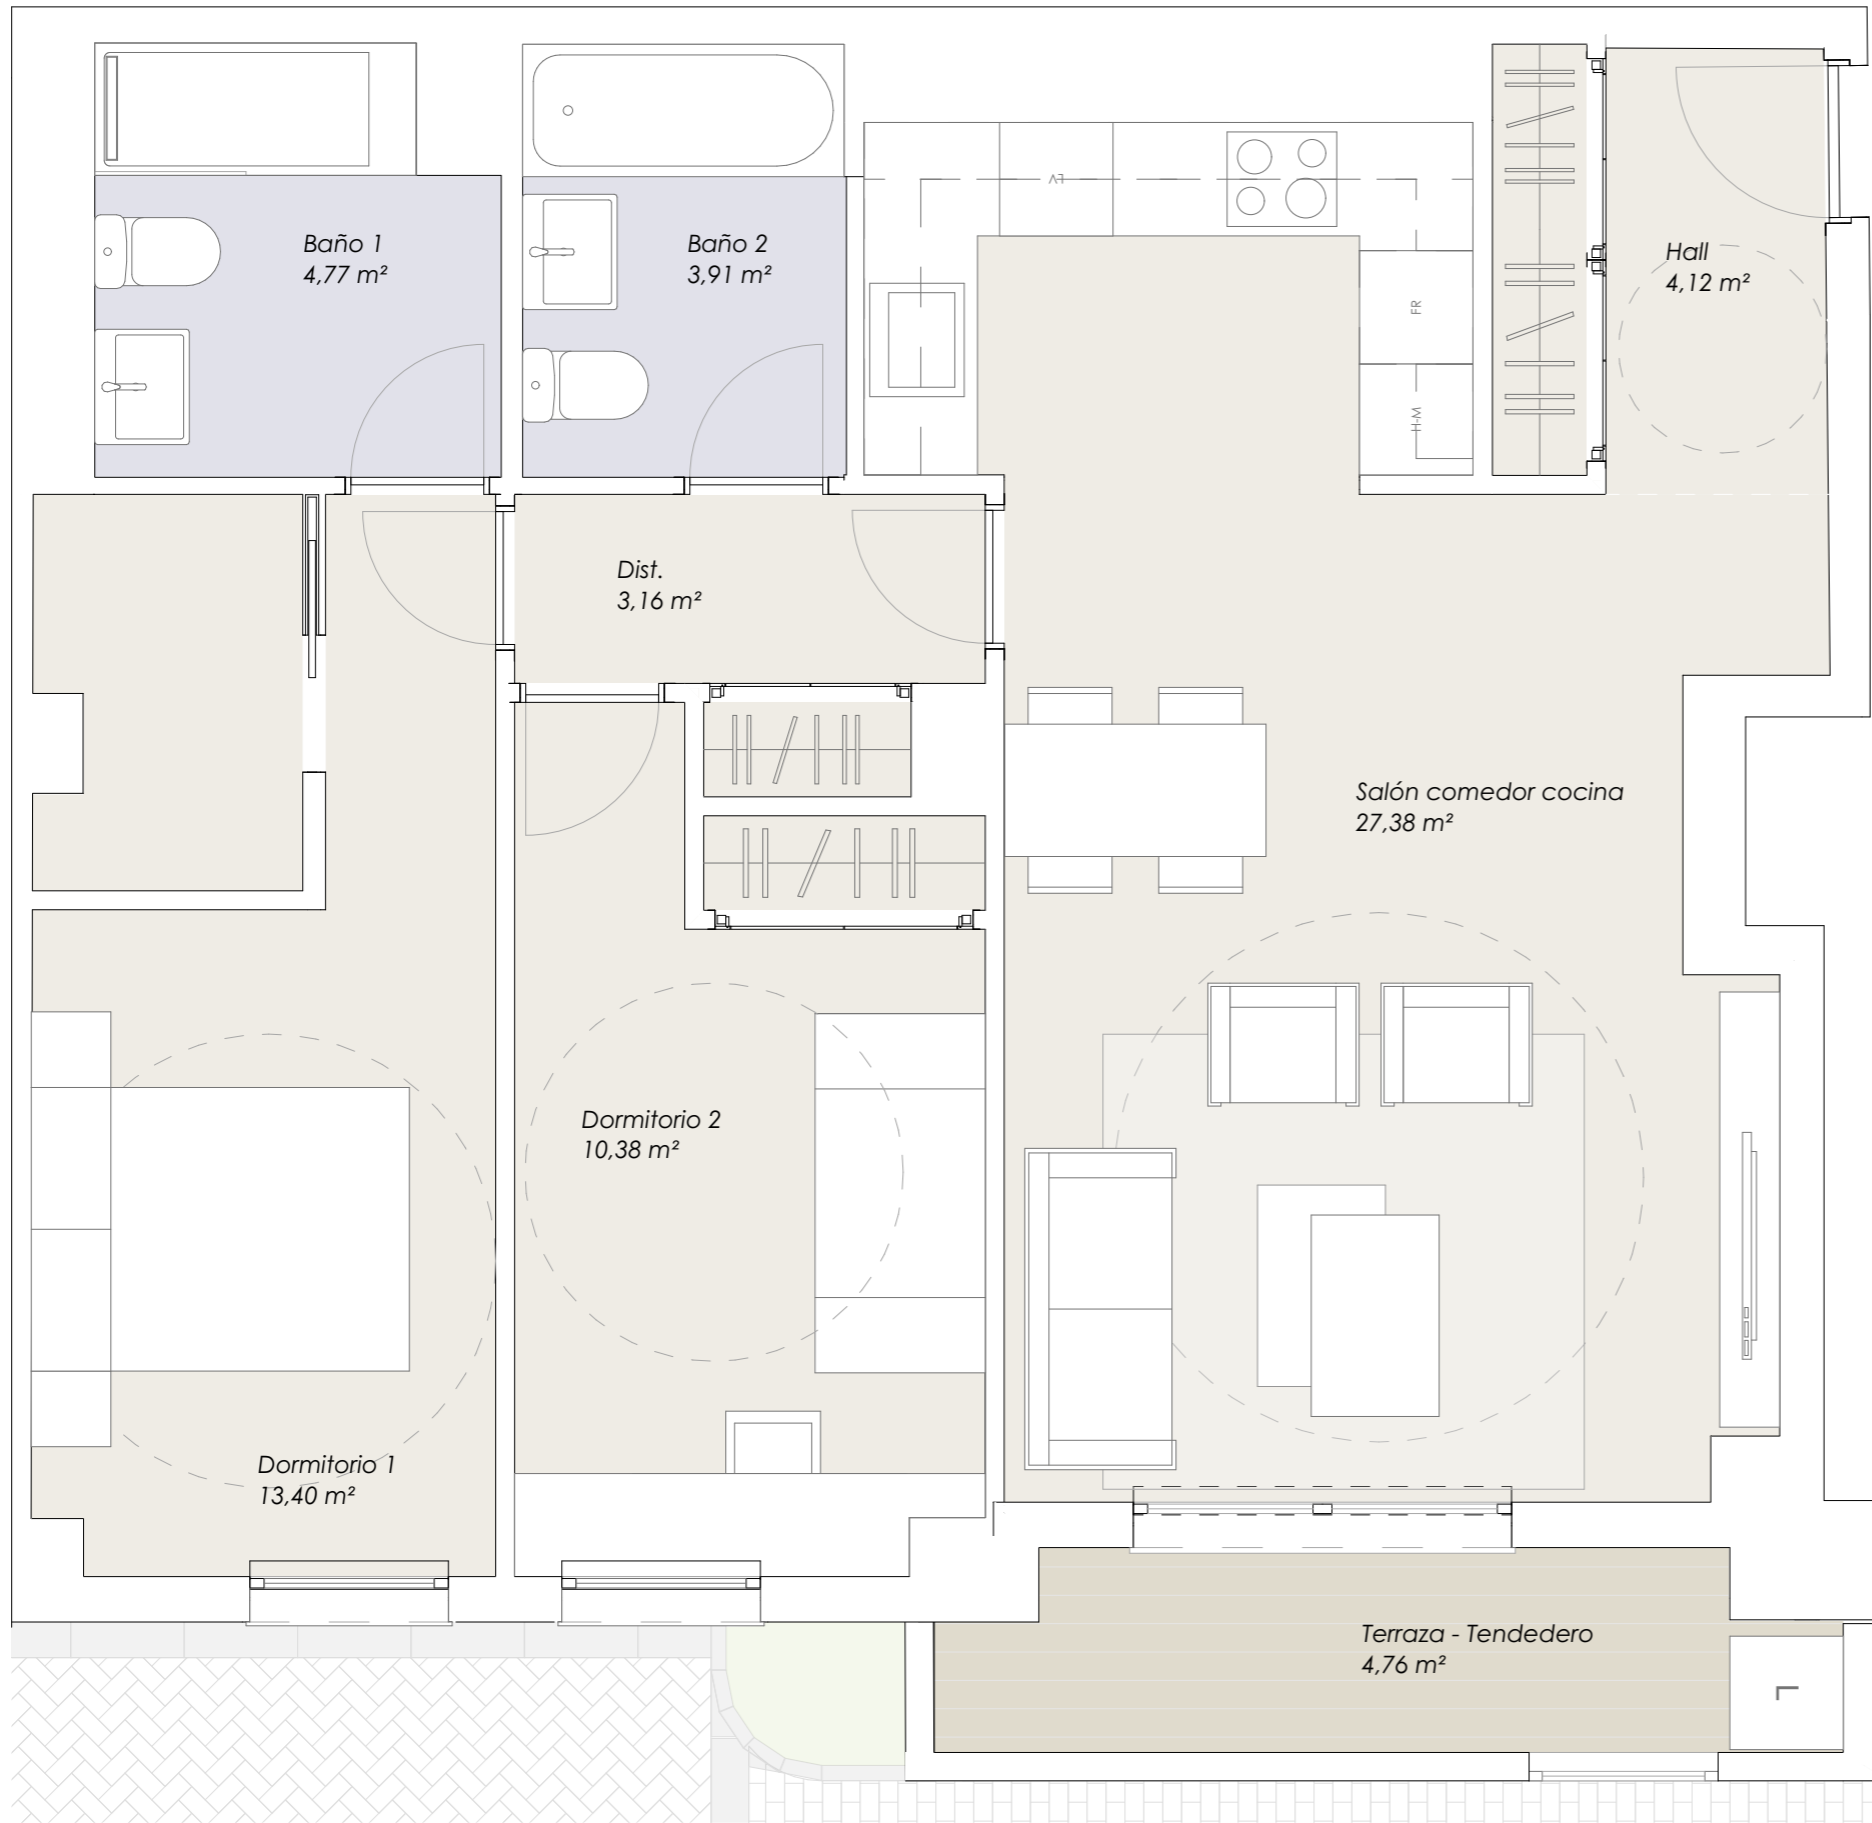 Baño 1
4,77 m²
Baño 2
3,91 m²
LV
FR
H-M
Hall
4,12 m²
Dist.
3,16 m²
Salón comedor cocina
27,38 m²
Dormitorio 2
10,38 m²
Dormitorio 1
13,40 m²
Terraza - Tendedero
4,76 m²
L